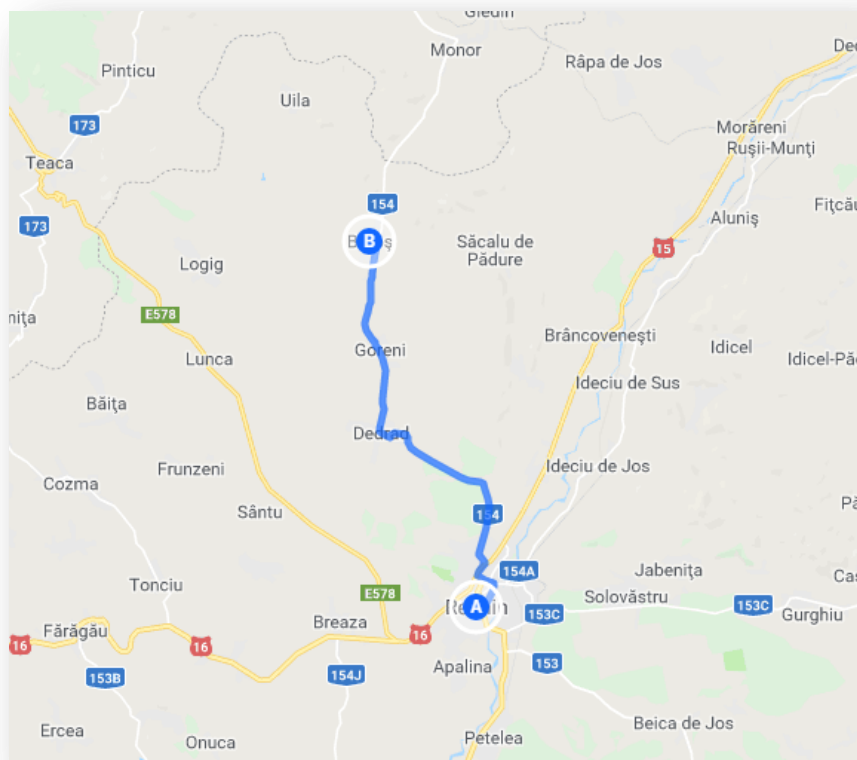 Gledin
Monor
Pinticu
Râpa de Jos
Uila
173
Morăreni
Rușii-Munți
Teaca
154
173
Aluniș
B
Săcalu de
Pădure
15
Logig
E578
Brâncovenești
Goreni
Idicel
Lunca
Ideciu de Sus
Băița
Dedrad
Frunzeni
Ideciu de Jos
Cozma
Sântu
154
Jabenița
154A
Tonciu
E578
Solovăstru
A
153C
153C
Gurghiu
Breaza
Fărăgău
16
16
16
Apalina
153
153B
154J
Beica de Jos
Ercea
Onuca
Petelea